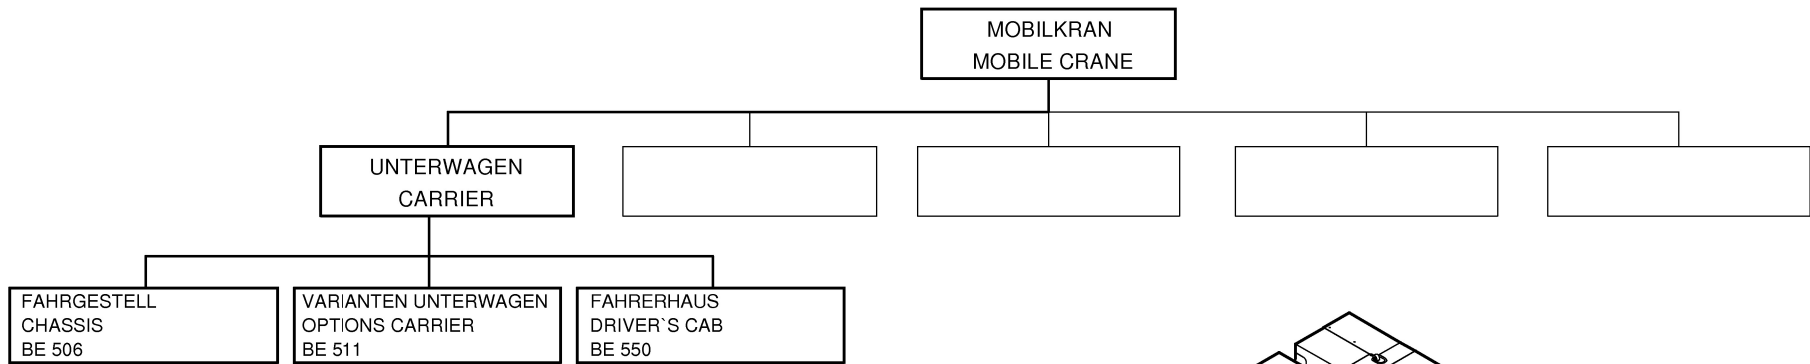 MOBILKRAN
MOBILE CRANE
UNTERWAGEN
CARRIER
FAHRGESTELL
CHASSIS
BE 506
VARIANTEN UNTERWAGEN
OPTIONS CARRIER
BE 511
FAHRERHAUS
DRIVER`S CAB
BE 550